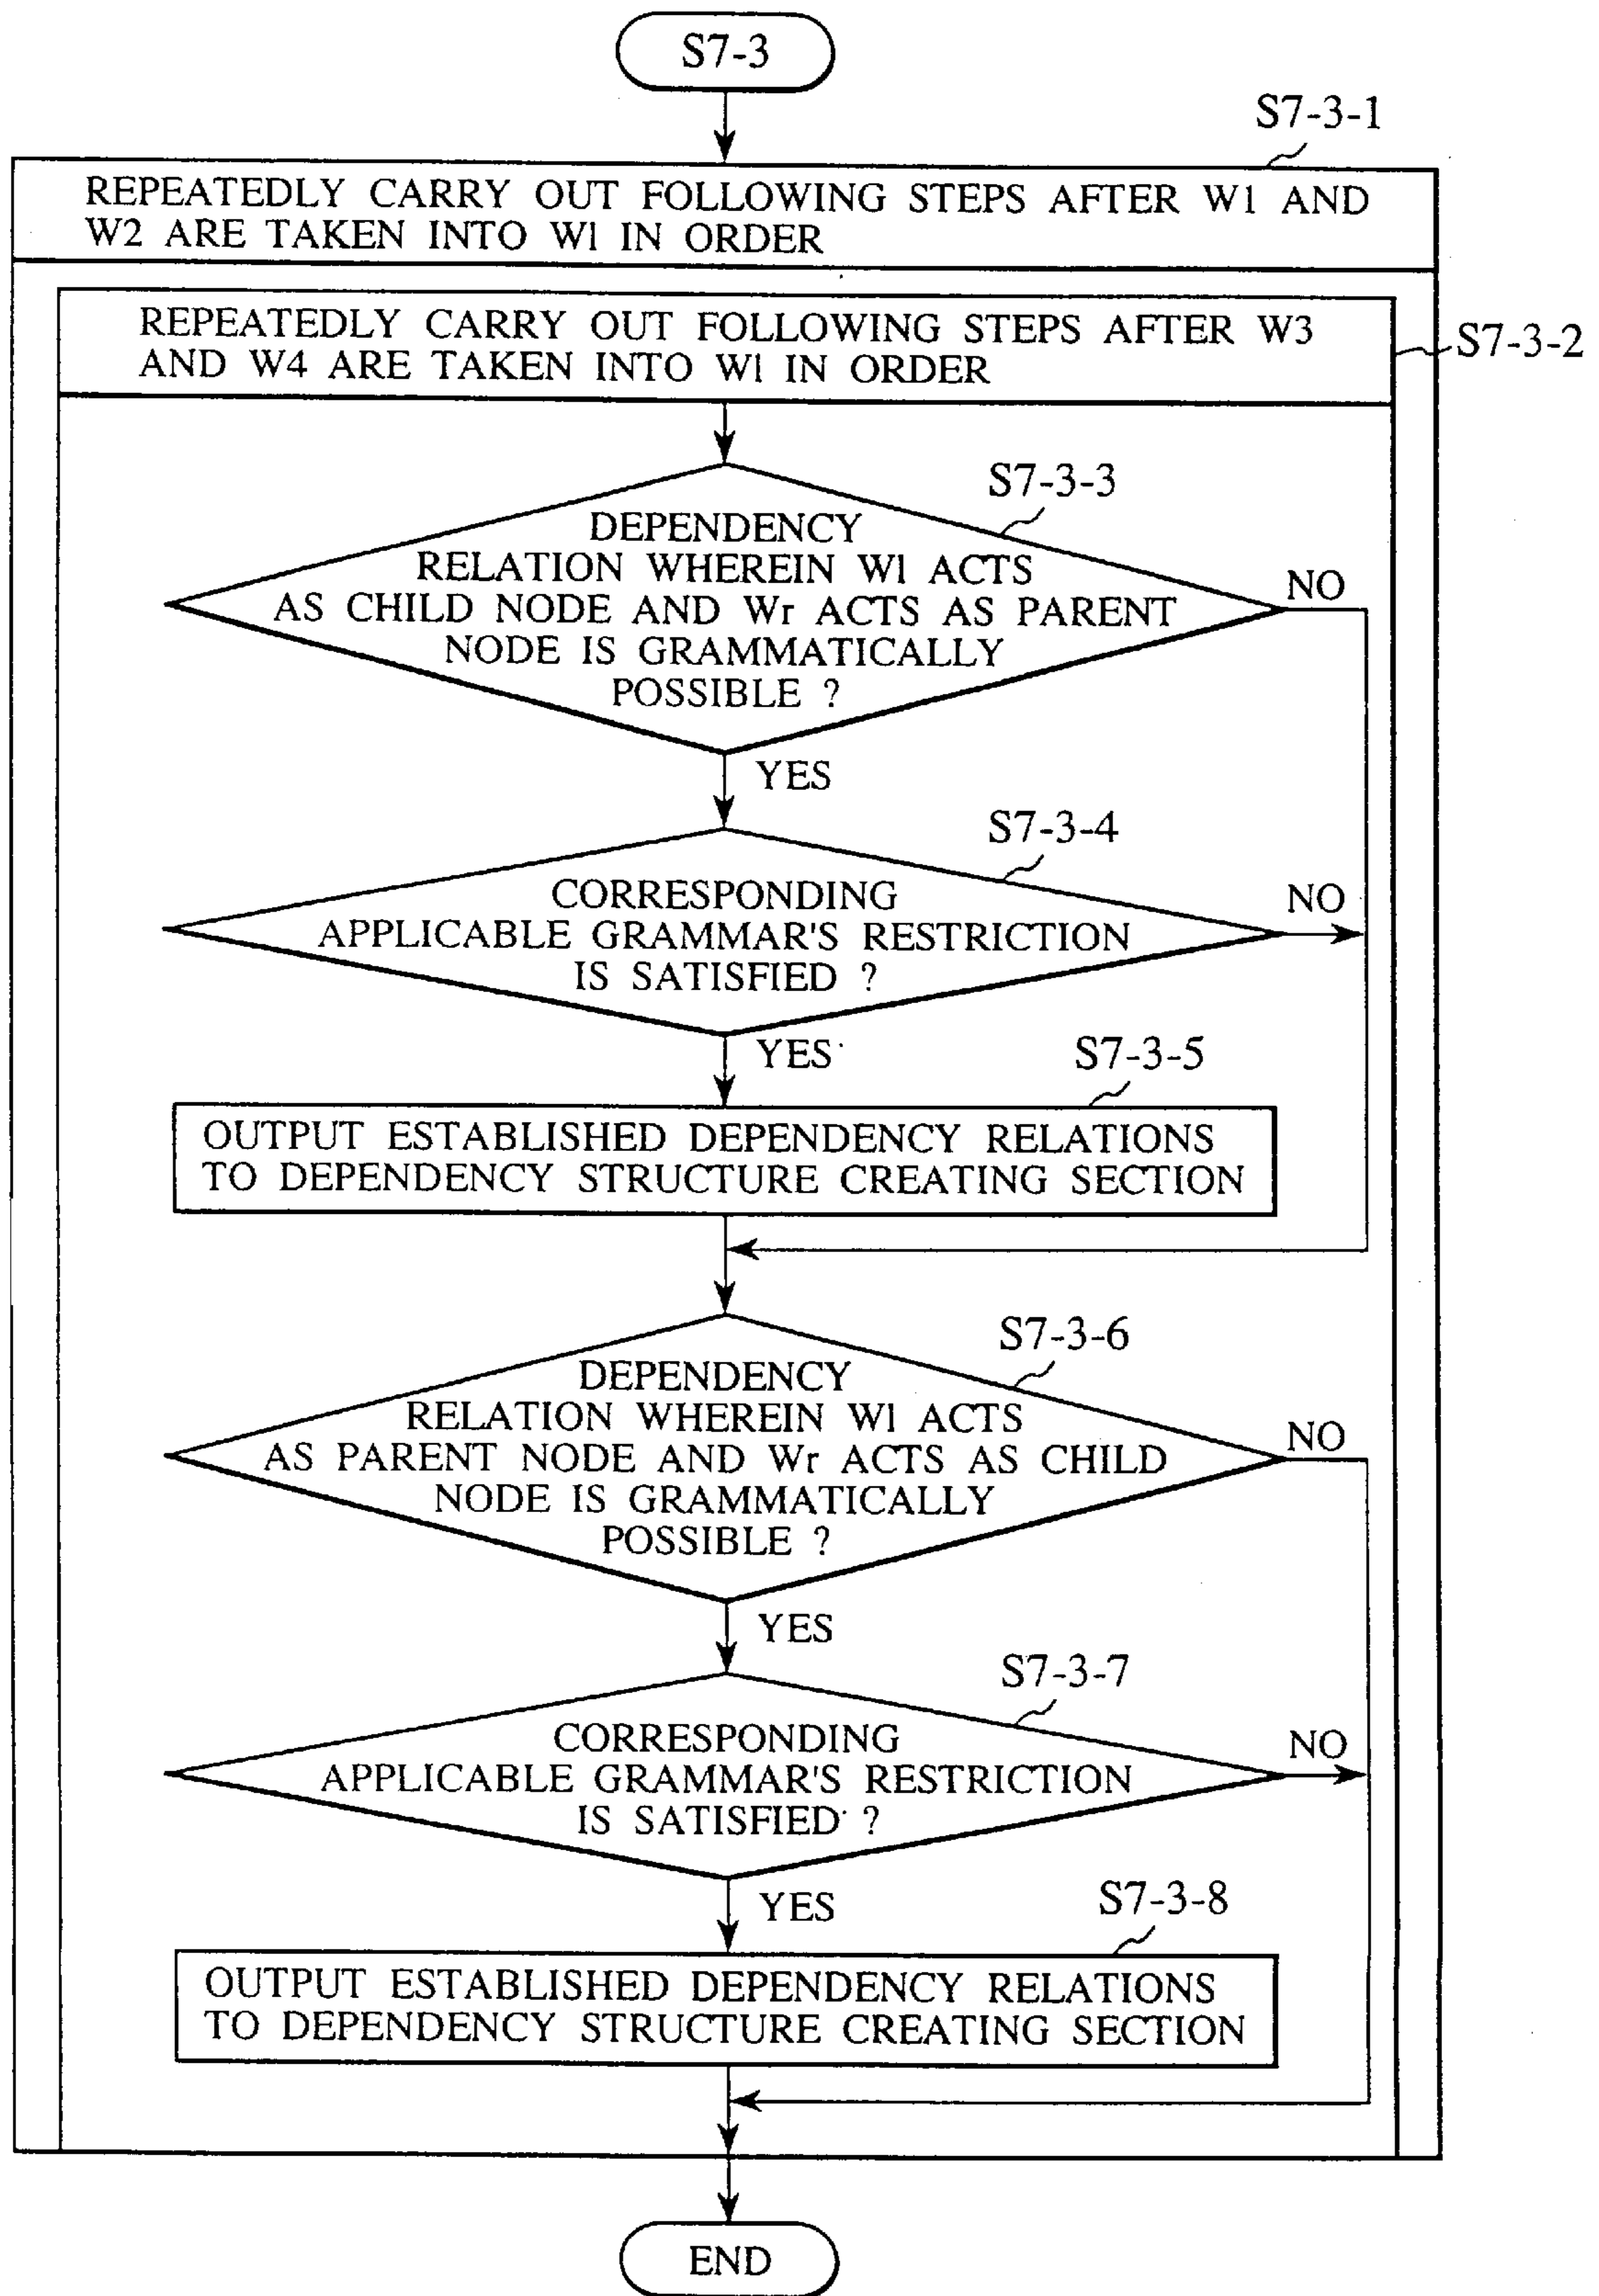 S7-3
S7-3-1
REPEATEDLY CARRY OUT FOLLOWING STEPS AFTER W1 AND
W2 ARE TAKEN INTO Wl IN ORDER
REPEATEDLY CARRY OUT FOLLOWING STEPS AFTER W3
AND W4 ARE TAKEN INTO Wl IN ORDER
S7-3-2
S7-3-3
DEPENDENCY
RELATION WHEREIN Wl ACTS
AS CHILD NODE AND Wr ACTS AS PARENT
NODE IS GRAMMATICALLY
POSSIBLE ?
NO
YES
S7-3-4
CORRESPONDING
APPLICABLE GRAMMAR'S RESTRICTION
IS SATISFIED ?
NO
YES
S7-3-5
OUTPUT ESTABLISHED DEPENDENCY RELATIONS
TO DEPENDENCY STRUCTURE CREATING SECTION
S7-3-6
DEPENDENCY
RELATION WHEREIN Wl ACTS
AS PARENT NODE AND Wr ACTS AS CHILD
NODE IS GRAMMATICALLY
POSSIBLE ?
NO
YES
S7-3-7
CORRESPONDING
APPLICABLE GRAMMAR'S RESTRICTION
IS SATISFIED ?
NO
YES
S7-3-8
OUTPUT ESTABLISHED DEPENDENCY RELATIONS
TO DEPENDENCY STRUCTURE CREATING SECTION
END